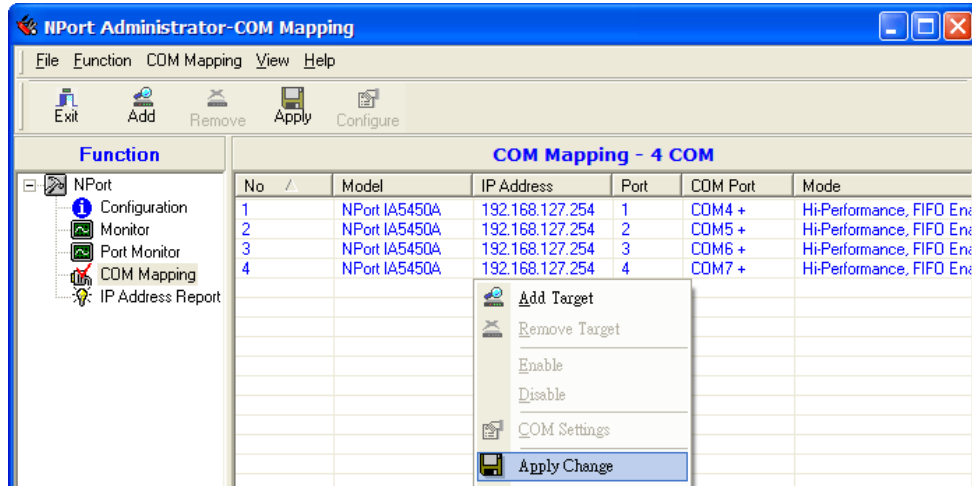 NPort Administrator-COM Mapping
File Function COM Mapping View Help
Exit Add Remove Apply Configure
Function
COM Mapping - 4 COM
NPort
Configuration
Monitor
Port Monitor
COM Mapping
IP Address Report
No Model IP Address Port COM Port Mode
1 NPort IA5450A 192.168.127.254 1 COM4 + Hi-Performance, FIFO Ena
2 NPort IA5450A 192.168.127.254 2 COM5 + Hi-Performance, FIFO Ena
3 NPort IA5450A 192.168.127.254 3 COM6 + Hi-Performance, FIFO Ena
4 NPort IA5450A 192.168.127.254 4 COM7 + Hi-Performance, FIFO Ena
Add Target
Remove Target
Enable
Disable
COM Settings
Apply Change